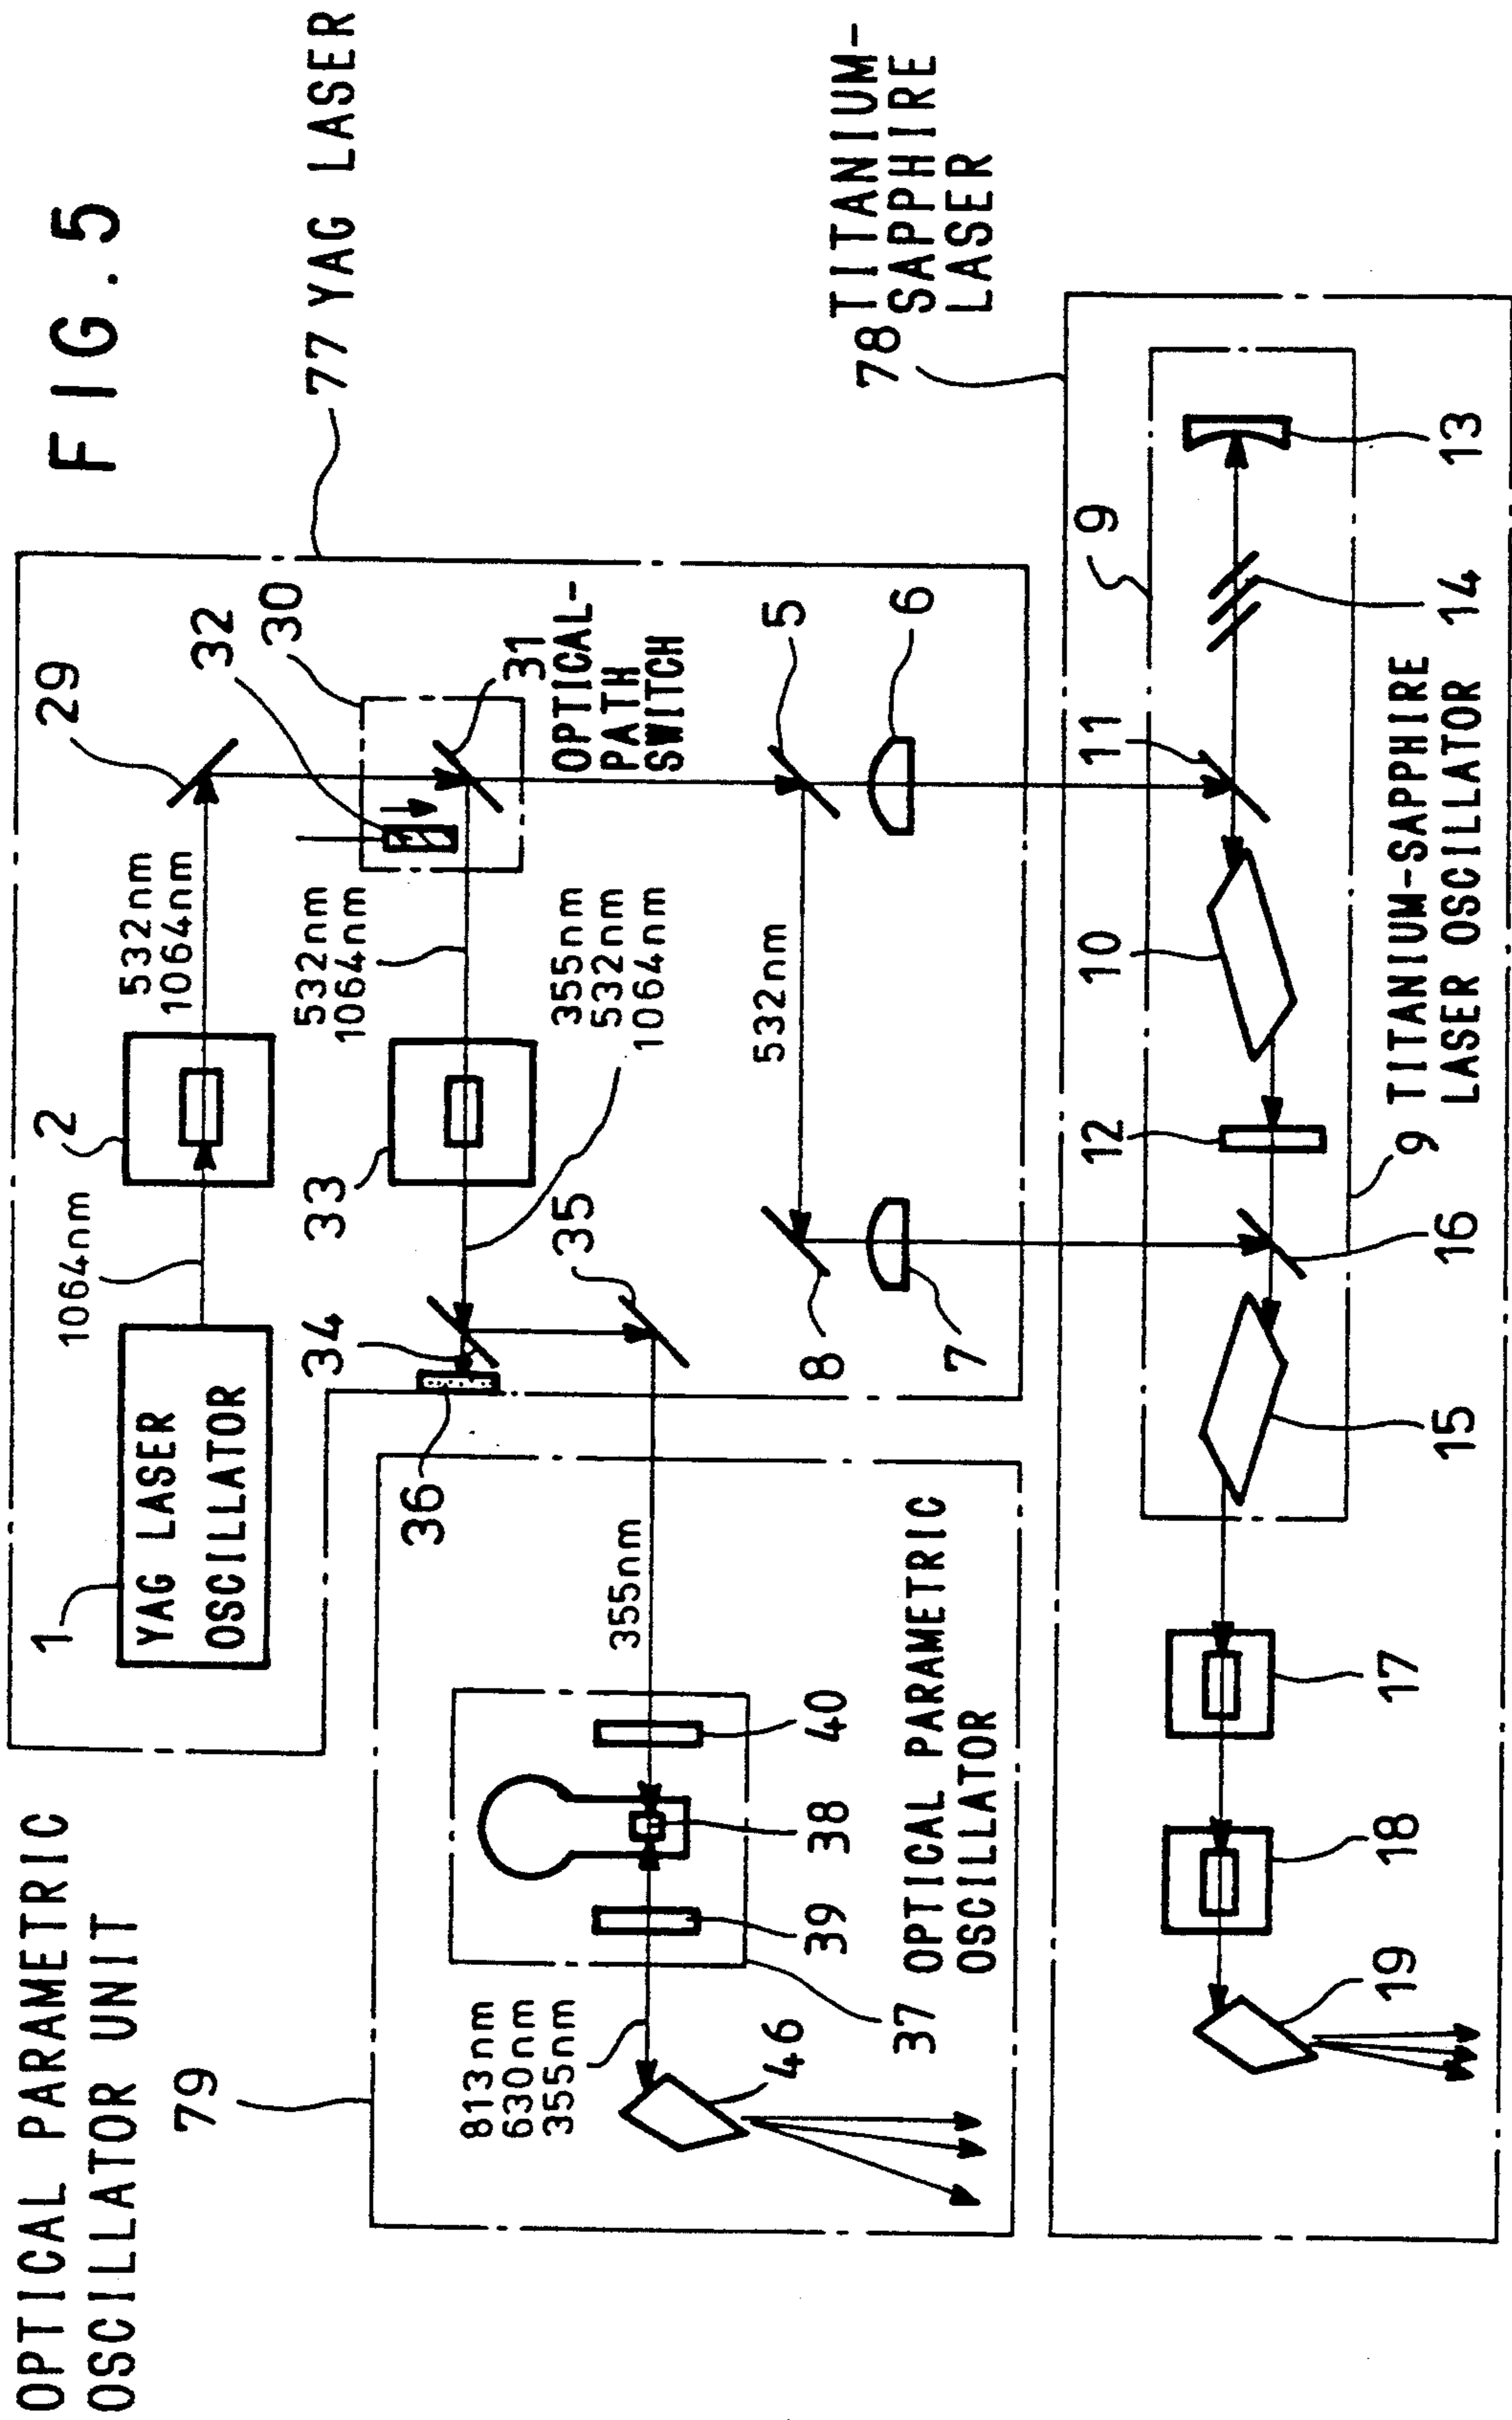 FIG. 5
OPTICAL PARAMETRIC
OSCILLATOR UNIT
79
1
YAG LASER
OSCILLATOR
1064nm
2
532nm
1064nm
29
32
30
31
OPTICAL-
PATH
SWITCH
77 YAG LASER
36
34
33
532nm
1064nm
35
355nm
532nm
1064nm
813nm
630nm
355nm
46
37
39
38
40
355nm
OPTICAL PARAMETRIC
OSCILLATOR
8
7
532nm
5
6
78
TITANIUM-
SAPPHIRE
LASER
12
10
11
9
19
18
17
15
16
9 TITANIUM-SAPPHIRE
LASER OSCILLATOR
14
13